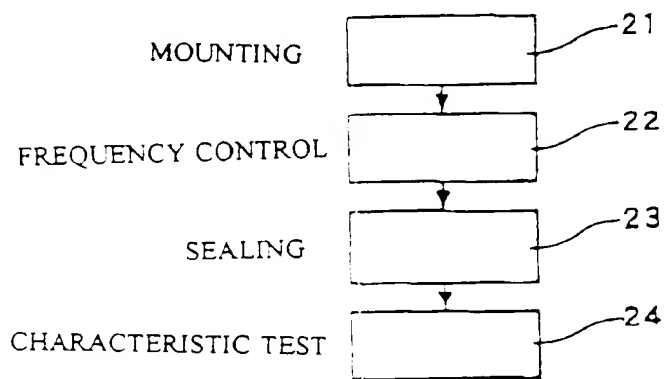 21
MOUNTING
22
FREQUENCY CONTROL
23
SEALING
24
CHARACTERISTIC TEST